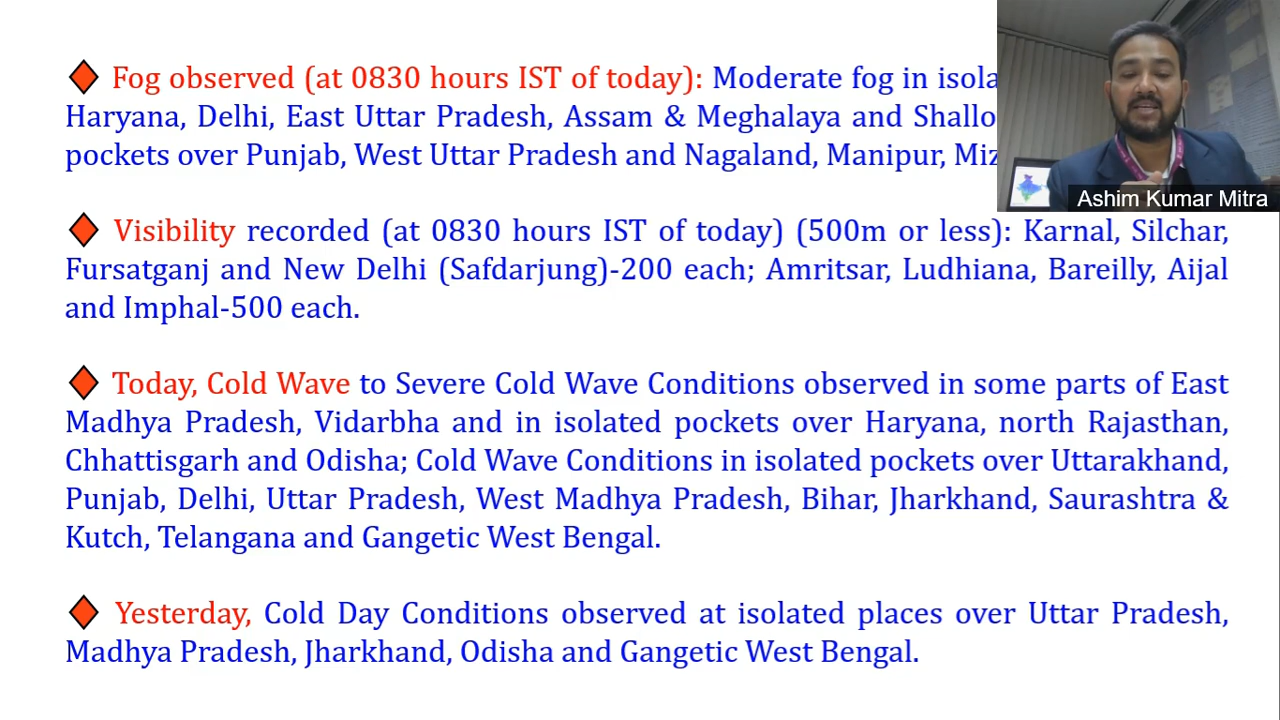 Fog observed (at 0830 hours IST of today): Moderate fog in
Haryana, Delhi, East Uttar Pradesh, Assam & Meghalaya and
pockets over Punjab, West Uttar Pradesh and Nagaland, Manipur,
Ashim Kumar Mitra
Visibility recorded (at 0830 hours IST of today) (500m or less): Karnal, Silchar,
Fursatganj and New Delhi (Safdarjung)-200 each; Amritsar, Ludhiana, Bareilly, Aijal
and Imphal-500 each.
Today, Cold Wave to Severe Cold Wave Conditions observed in some parts of East
Madhya Pradesh, Vidarbha and in isolated pockets over Haryana, north Rajasthan,
Chhattisgarh and Odisha; Cold Wave Conditions in isolated pockets over Uttarakhand,
Punjab, Delhi, Uttar Pradesh, West Madhya Pradesh, Bihar, Jharkhand, Saurashtra &
Kutch, Telangana and Gangetic West Bengal.
Yesterday, Cold Day Conditions observed at isolated places over Uttar Pradesh,
Madhya Pradesh, Jharkhand, Odisha and Gangetic West Bengal.